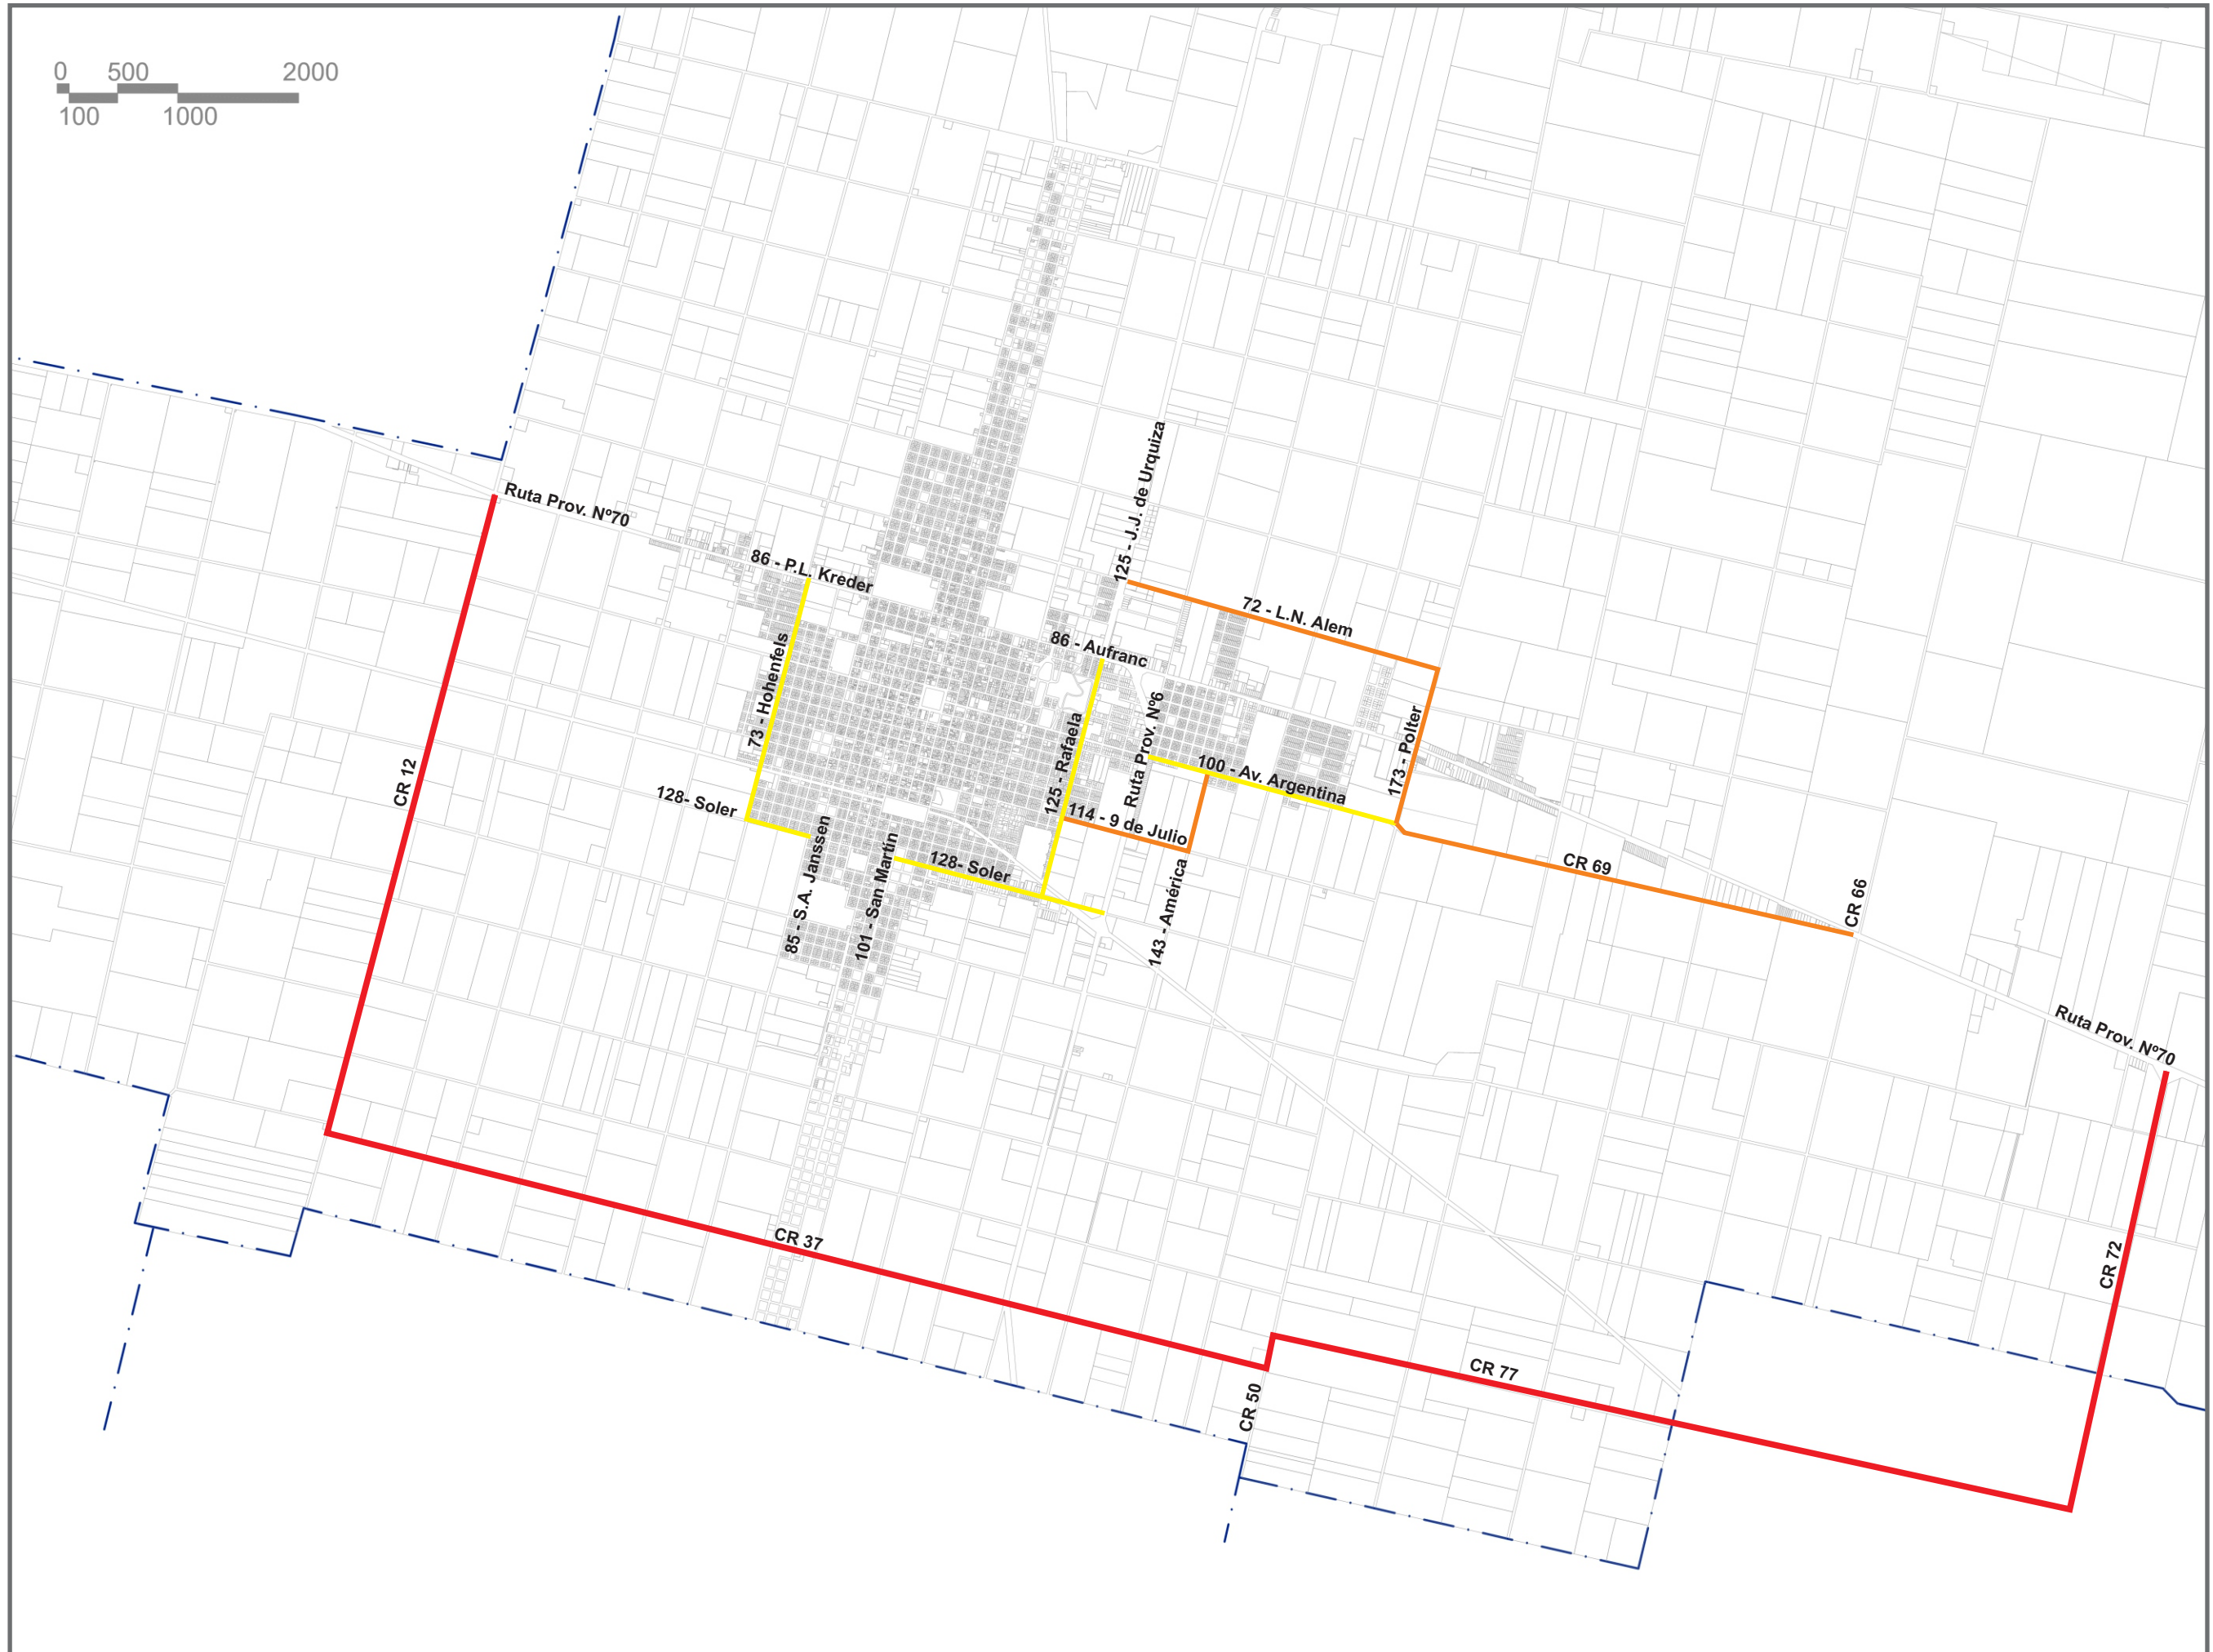 0 500 2000
100 1000
125 - J.J. de Urquiza
Ruta Prov. Nº70
86 - P.L. Kreder
72 - L.N. Alem
86 - Aufranc
73 - Hohenfels
Ruta Prov. Nº6
125 - Rafaela
173 - Polter
100 - Av. Argentina
CR 12
128- Soler
114 - 9 de Julio
85 - S.A. Janssen
101 - San Martín
128- Soler
143 - América
CR 69
CR 66
Ruta Prov. Nº70
CR 37
CR 72
CR 77
CR 50